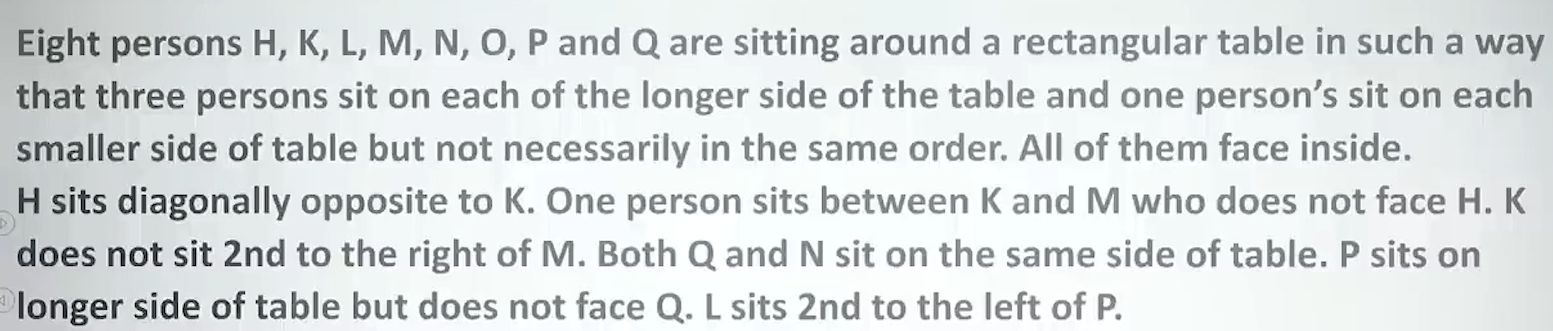 Eight persons H, K, L, M, N, O, P and Q are sitting around a rectangular table in such a way
that three persons sit on each of the longer side of the table and one person's sit on each
smaller side of table but not necessarily in the same order. All of them face inside.
H sits diagonally opposite to K. One person sits between K and M who does not face H. K
does not sit 2nd to the right of M. Both Q and N sit on the same side of table. P sits on
longer side of table but does not face Q. L sits 2nd to the left of P.